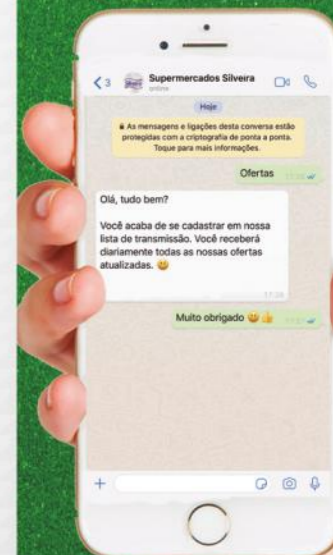 3 Supermercados Silveira
online
Hoje
As mensagens e ligações desta conversa estão
protegidas com a criptografia de ponta a ponta.
Toque para mais informações.
Ofertas
Olá, tudo bem?
Você acaba de se cadastrar em nossa
lista de transmissão. Você receberá
diariamente todas as nossas ofertas
atualizadas. 😃
Muito obrigado 😃👍